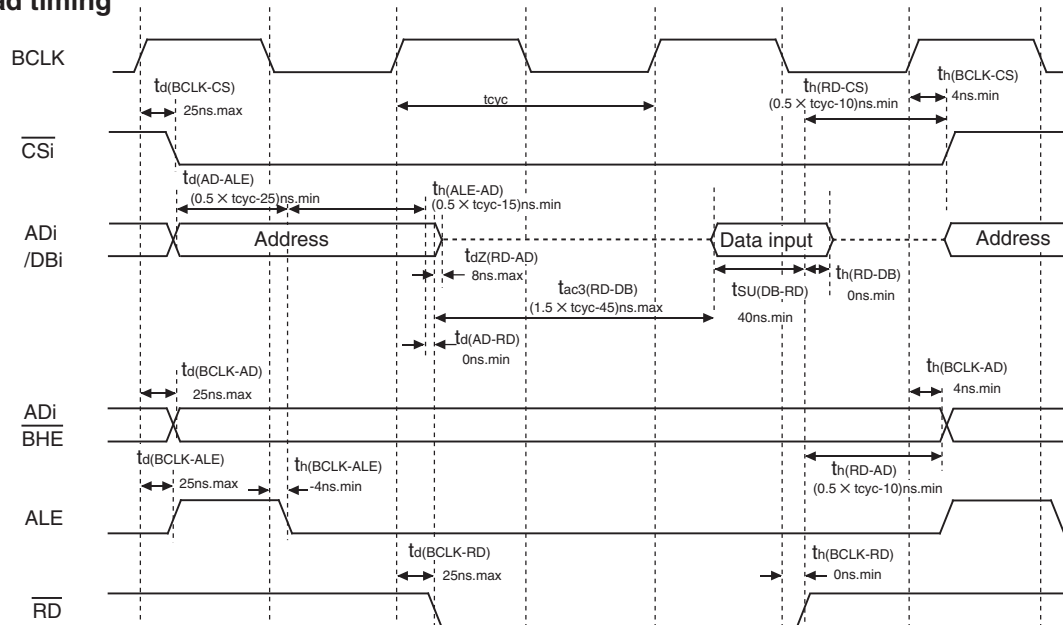 ad timing
BCLK
td(BCLK-CS)
25ns.max
tcyc
th(RD-CS)
(0.5 × tcyc-10)ns.min
th(BCLK-CS)
4ns.min
CSi
td(AD-ALE)
(0.5 × tcyc-25)ns.min
th(ALE-AD)
(0.5 × tcyc-15)ns.min
ADi
/DBi
Address
Data input
Address
tdZ(RD-AD)
8ns.max
th(RD-DB)
0ns.min
tac3(RD-DB)
(1.5 × tcyc-45)ns.max
tSU(DB-RD)
40ns.min
td(AD-RD)
0ns.min
td(BCLK-AD)
25ns.max
th(BCLK-AD)
4ns.min
ADi
BHE
td(BCLK-ALE)
25ns.max
th(BCLK-ALE)
-4ns.min
th(RD-AD)
(0.5 × tcyc-10)ns.min
ALE
td(BCLK-RD)
25ns.max
th(BCLK-RD)
0ns.min
RD